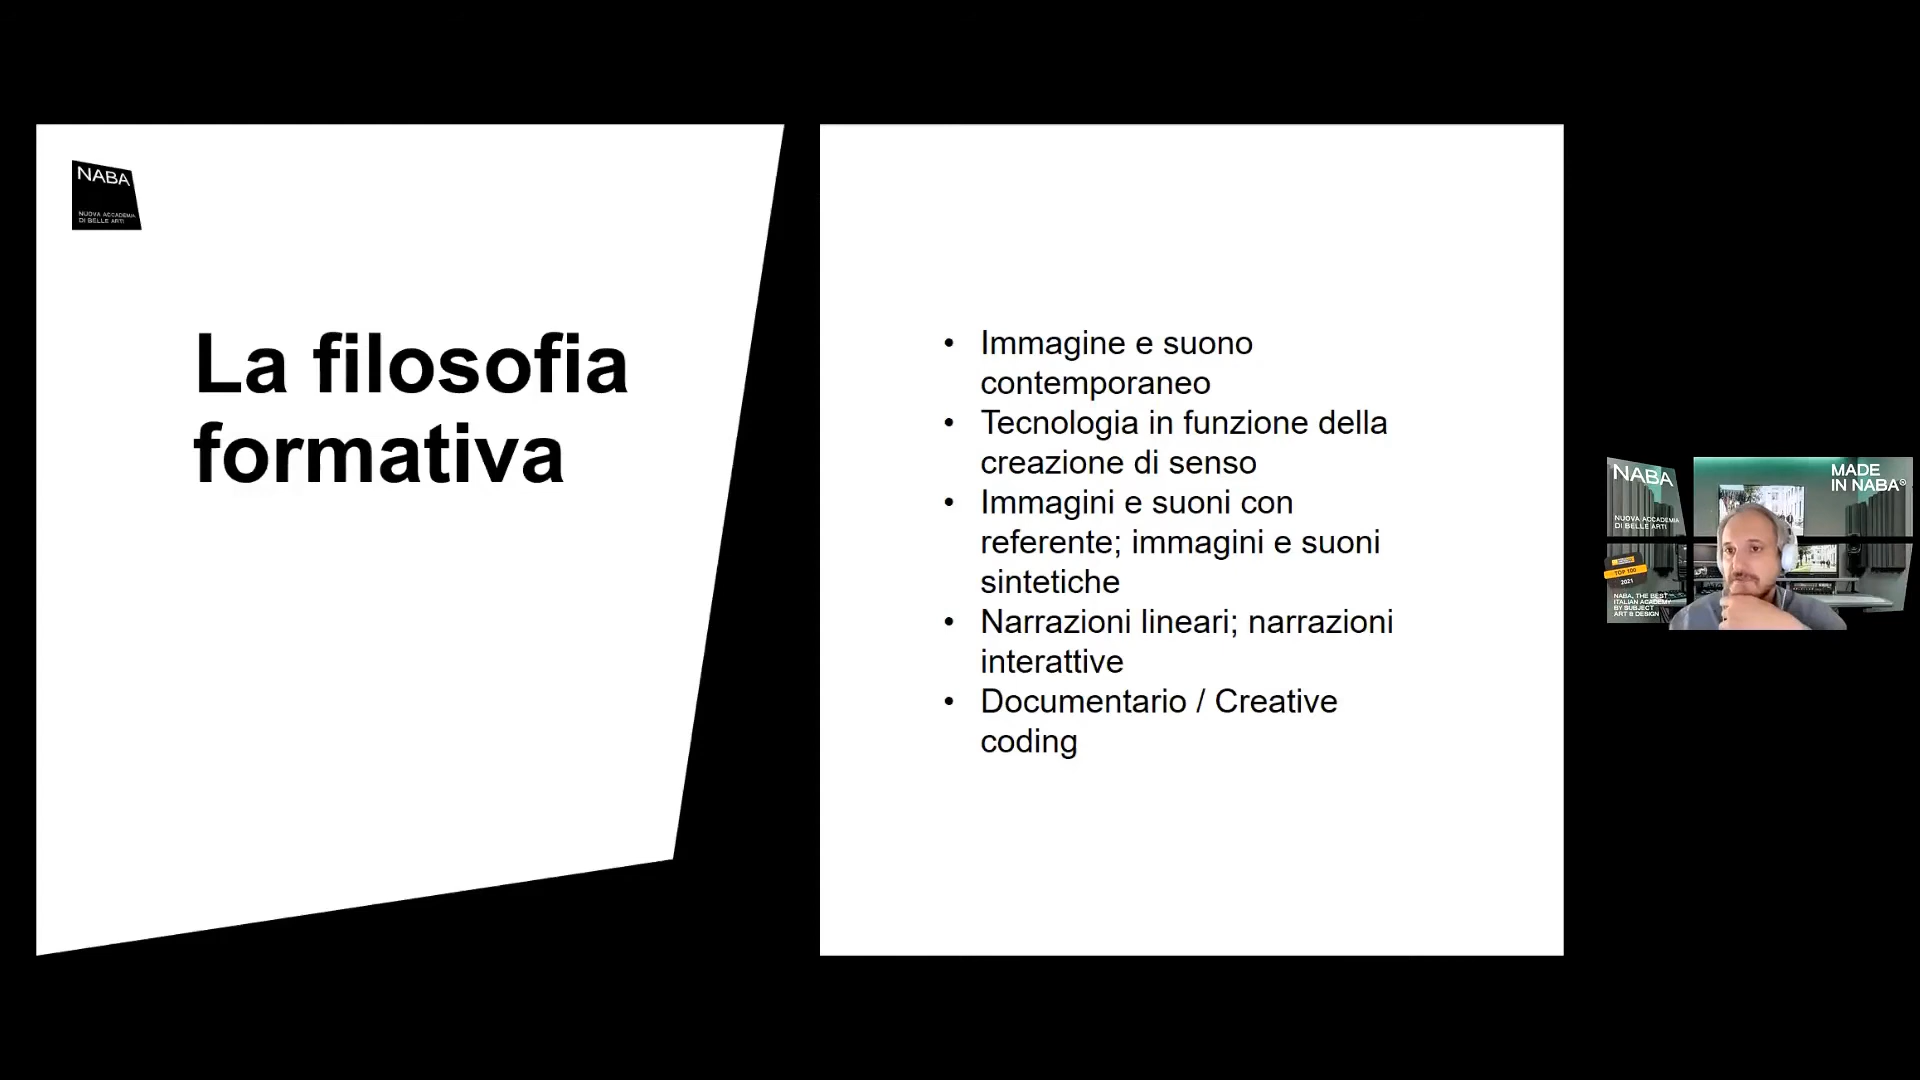 NABA
NUOVA ACCADEMIA
DI BELLE ARTI
La filosofia
formativa
• Immagine e suono
contemporaneo
• Tecnologia in funzione della
creazione di senso
• Immagini e suoni con
referente; immagini e suoni
sintetiche
• Narrazioni lineari; narrazioni
interattive
• Documentario / Creative
coding
NABA
NUOVA ACCADEMIA
DI BELLE ARTI
MADE
IN NABA®
TOP 100
2021
NABA, THE BEST
ITALIAN ACADEMY
BY SUBJECT
ART & DESIGN